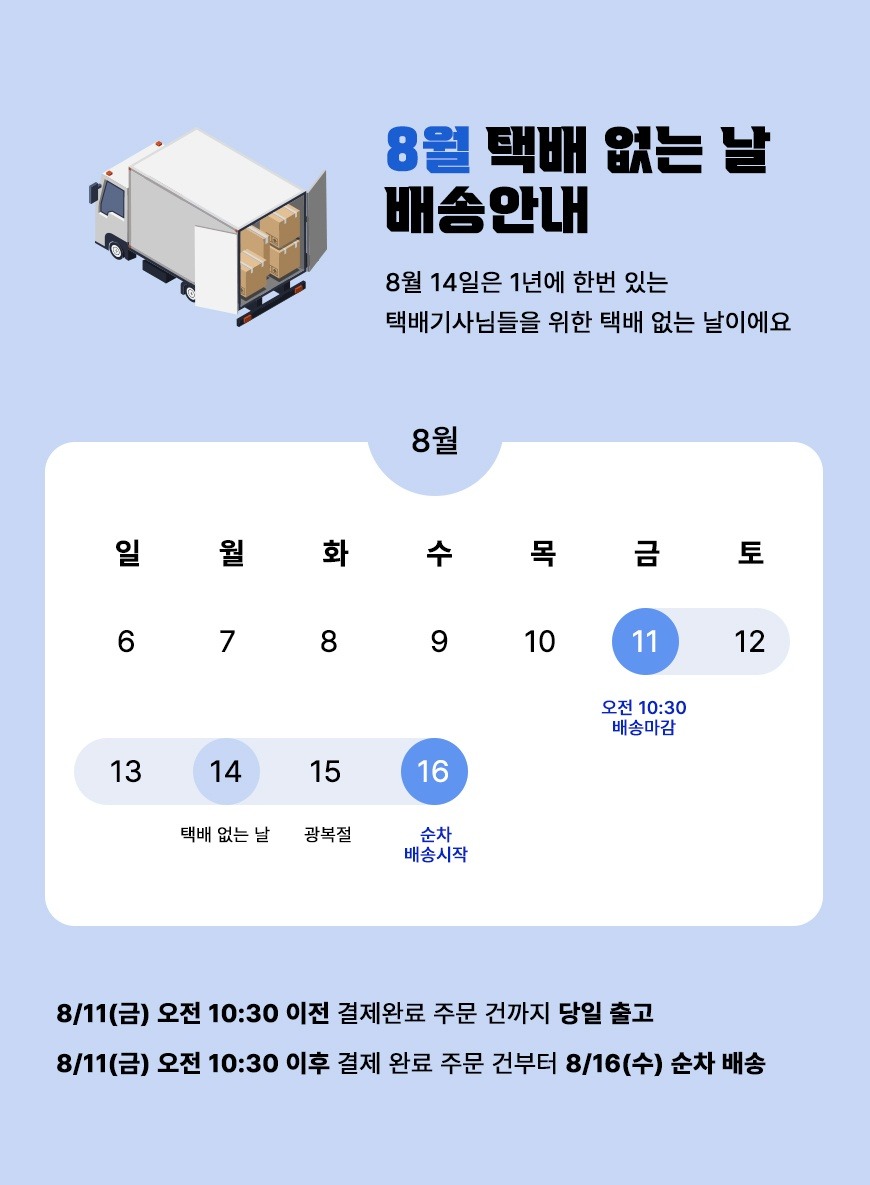 8월 택배 없는 날
배송안내
8월 14일은 1년에 한번 있는
택배기사님들을 위한 택배 없는 날이에요
8월
일 월 화 수 목 금 토
6 7 8 9 10 11 12
오전 10:30
배송마감
13 14 15 16
택배 없는 날 광복절 순차
배송시작
8/11(금) 오전 10:30 이전 결제완료 주문 건까지 당일 출고
8/11(금) 오전 10:30 이후 결제 완료 주문 건부터 8/16(수) 순차 배송